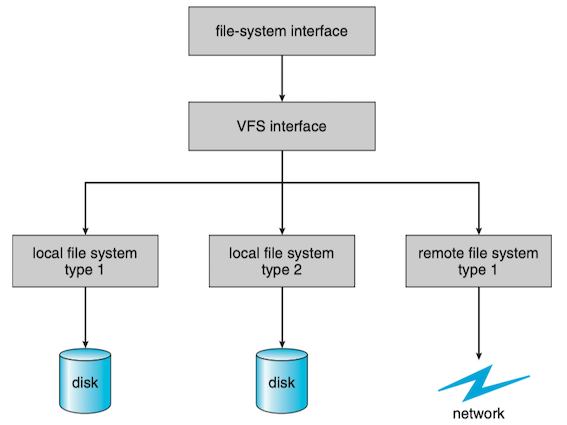 file-system interface
VFS interface
local file system
type 1
local file system
type 2
remote file system
type 1
disk
disk
network